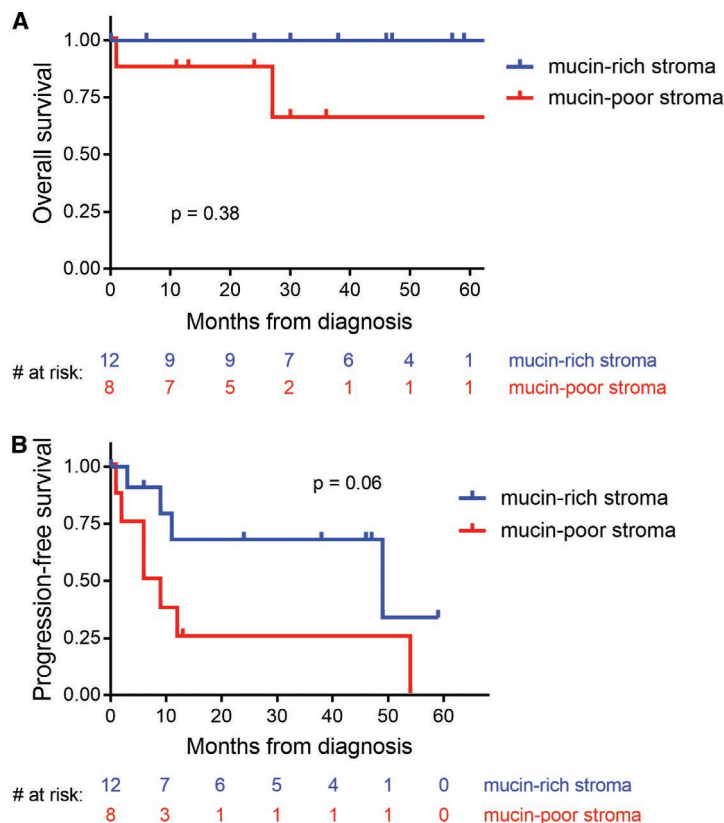 A
Overall survival
1.00
0.75
0.50
0.25
0.00
p = 0.38
mucin-rich stroma
mucin-poor stroma
0 10 20 30 40 50 60
Months from diagnosis
# at risk:
12 9 9 7 6 4 1 mucin-rich stroma
8 7 5 2 1 1 1 mucin-poor stroma
B
Progression-free survival
1.00
0.75
0.50
0.25
0.00
p = 0.06
mucin-rich stroma
mucin-poor stroma
0 10 20 30 40 50 60
Months from diagnosis
# at risk:
12 7 6 5 4 1 0 mucin-rich stroma
8 3 1 1 1 1 0 mucin-poor stroma